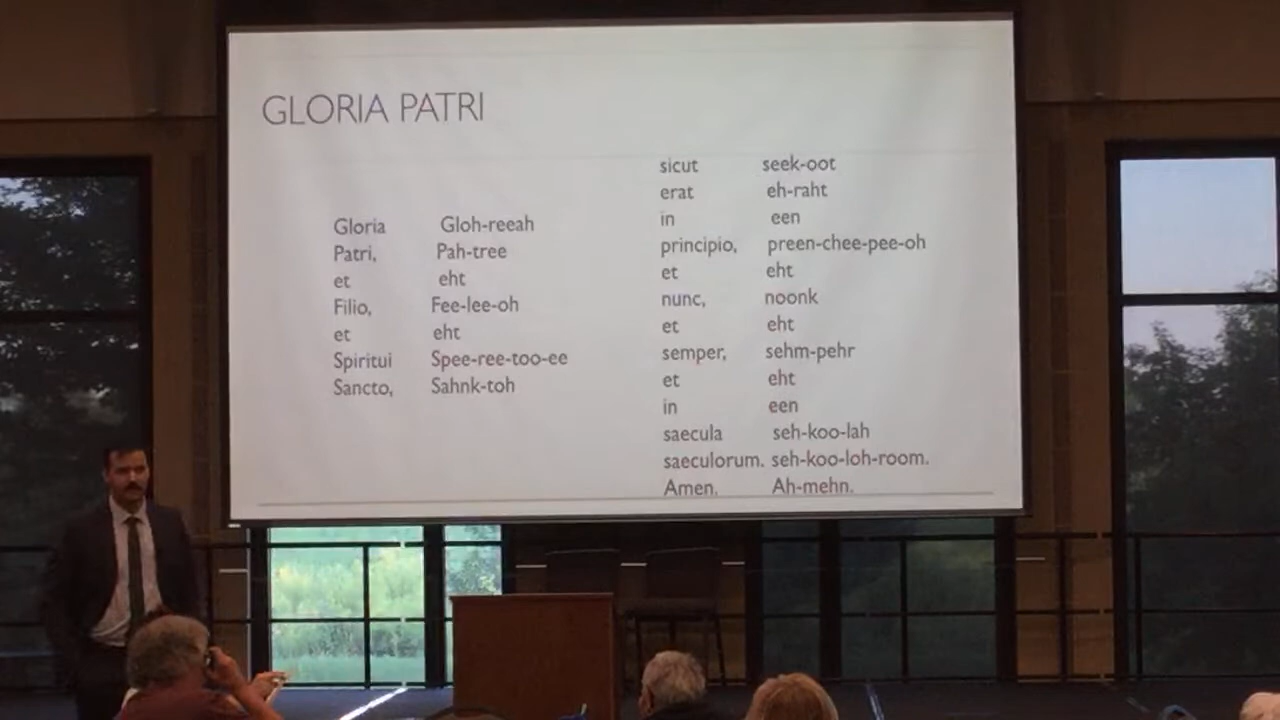 GLORIA PATRI
Gloria Gloh-reeah
Patri, Pah-tree
et eht
Filio, Fee-lee-oh
et eht
Spiritui Spee-ree-too-ee
Sancto, Sahnk-toh
sicut seek-oot
erat eh-raht
in een
principio, preen-chee-pee-oh
et eht
nunc, noonk
et eht
semper, sehm-pehr
et eht
in een
saecula seh-koo-lah
saeculorum. seh-koo-loh-room.
Amen. Ah-mehn.